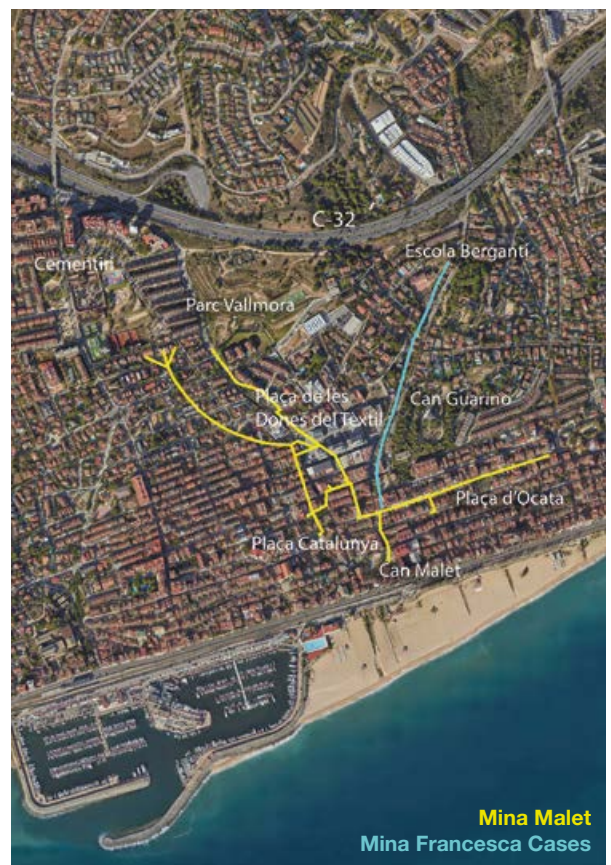 C-32
Escola Berganti
Cementiri
Parc Vallmora
Plaça de les
Dones del Tèxtil
Can Guarino
Plaça d'Ocata
Plaça Catalunya
Can Malet
Mina Malet
Mina Francesca Cases